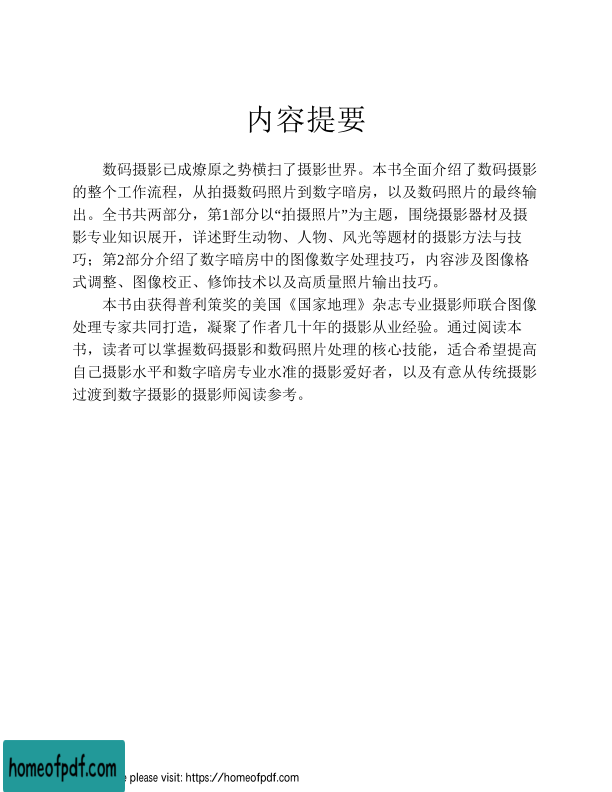 内容提要
数码摄影已成燎原之势横扫了摄影世界。本书全面介绍了数码摄影
的整个工作流程，从拍摄数码照片到数字暗房，以及数码照片的最终输
出。全书共两部分，第1部分以“拍摄照片”为主题，围绕摄影器材及摄
影专业知识展开，详述野生动物、人物、风光等题材的摄影方法与技
巧；第2部分介绍了数字暗房中的图像数字处理技巧，内容涉及图像格
式调整、图像校正、修饰技术以及高质量照片输出技巧。
本书由获得普利策奖的美国《国家地理》杂志专业摄影师联合图像
处理专家共同打造，凝聚了作者几十年的摄影从业经验。通过阅读本
书，读者可以掌握数码摄影和数码照片处理的核心技能，适合希望提高
自己摄影水平和数字暗房专业水准的摄影爱好者，以及有意从传统摄影
过渡到数字摄影的摄影师阅读参考。
homeofpdf.com
please visit: https://homeofpdf.com